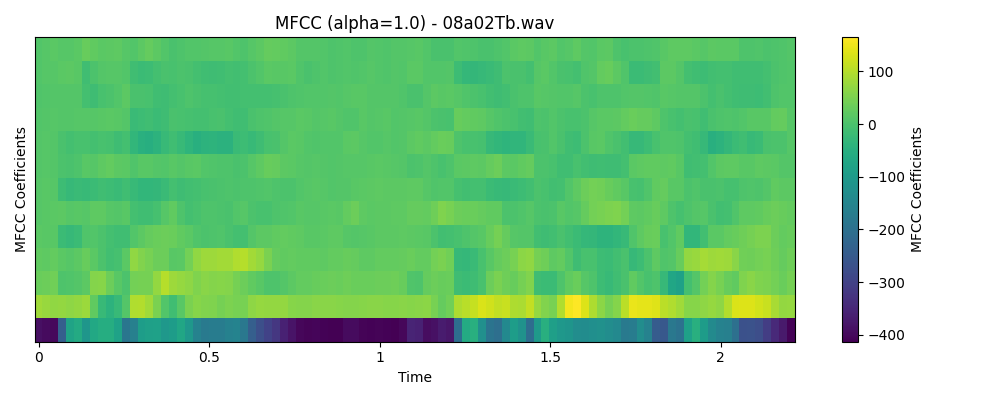 MFCC (alpha=1.0) - 08a02Tb.wav
MFCC Coefficients
0
0.5
1
1.5
2
Time
100
0
−100
−200
−300
−400
MFCC Coefficients